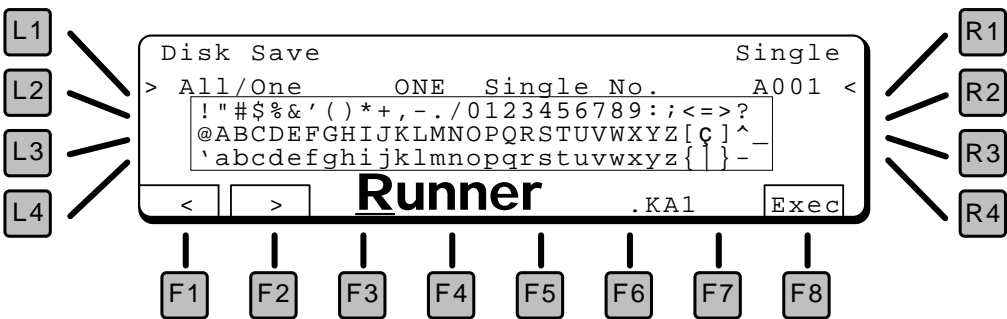 L1 R1
Disk Save Single
L2 > All/One ONE Single No. A001 < R2
!"#$%&'()*+,-./0123456789:;<=>?
@ABCDEFGHIJKLMNOPQRSTUVWXYZ[Ç]^_
L3 `abcdefghijklmnopqrstuvwxyz{|}- R3
L4 < > Runner .KA1 Exec R4
F1 F2 F3 F4 F5 F6 F7 F8